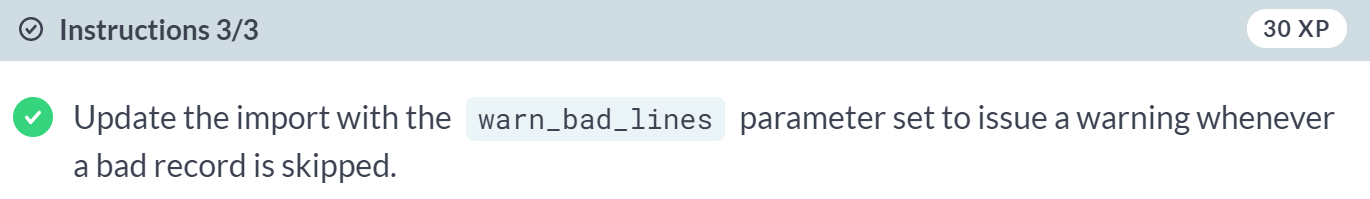 Instructions 3/3
30 XP
Update the import with the warn_bad_lines parameter set to issue a warning whenever
a bad record is skipped.